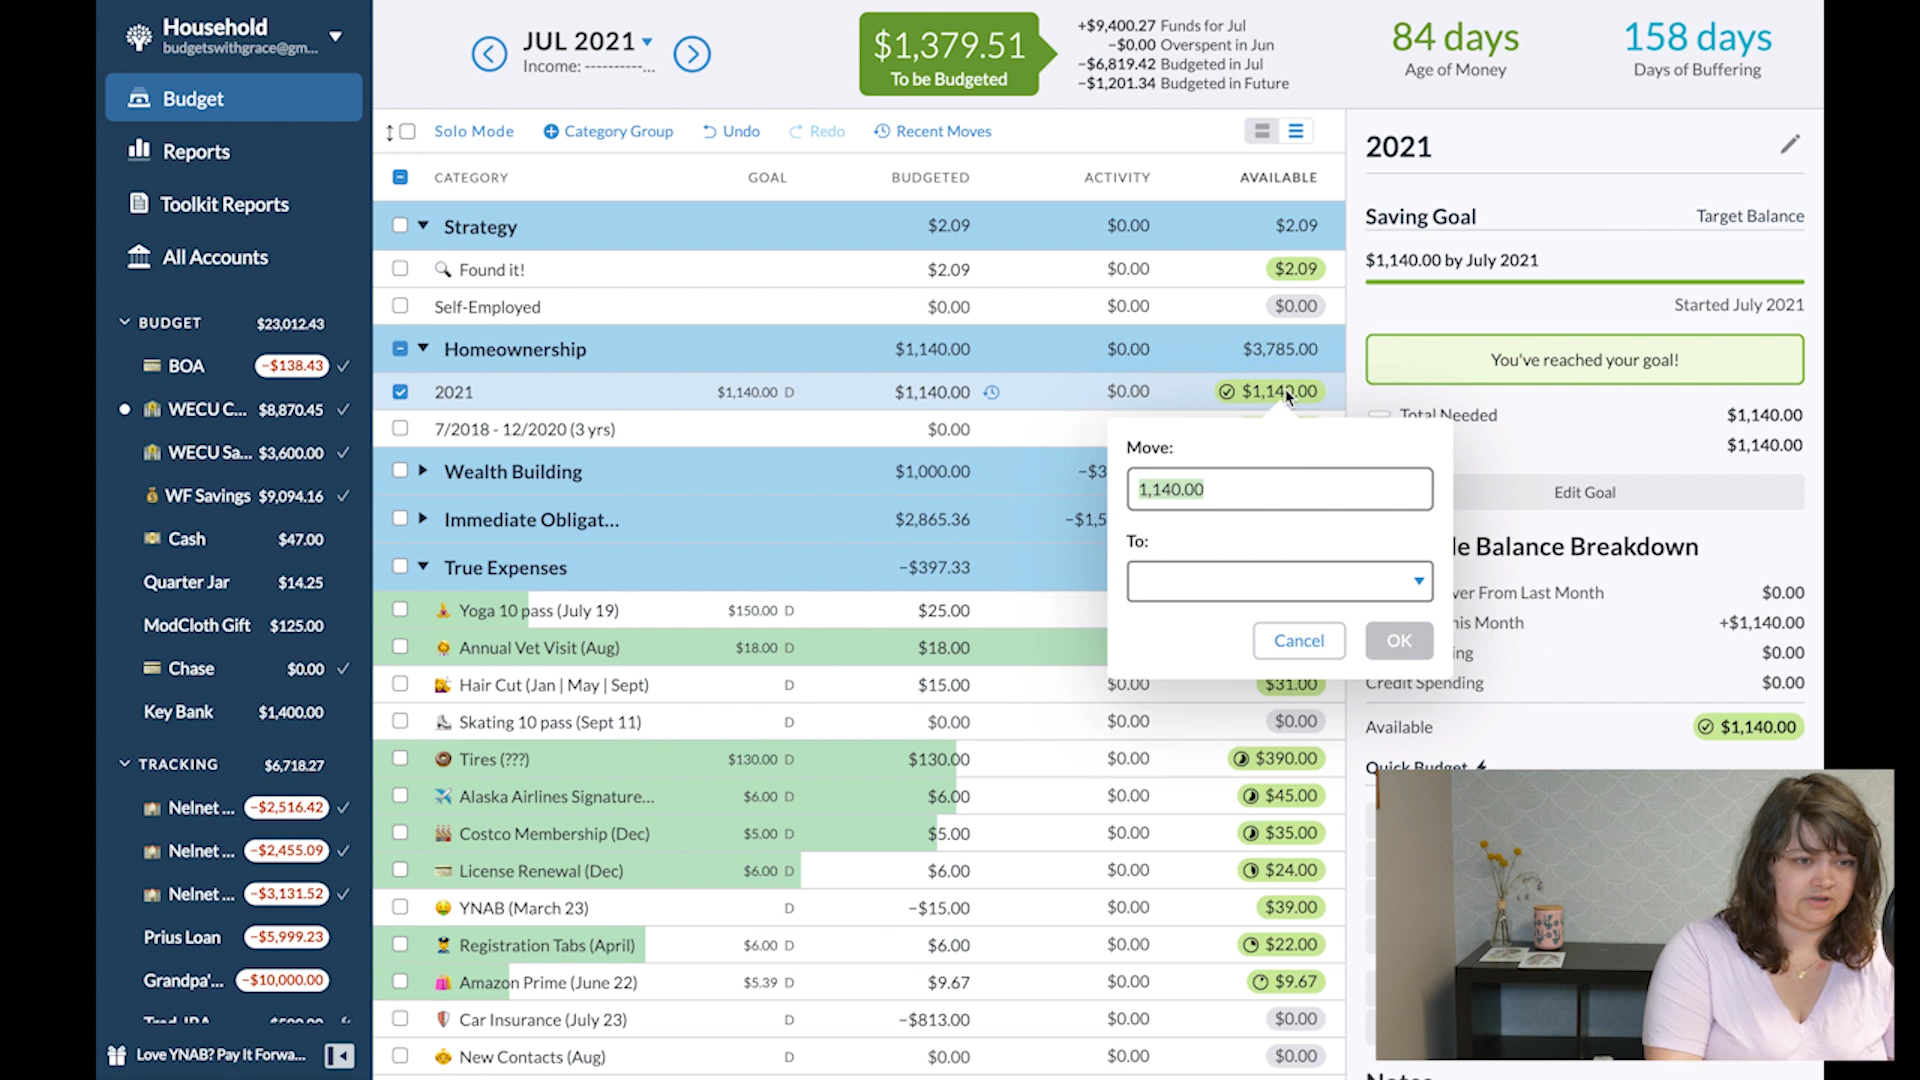 Household
budgetswithgrace@gm...
Budget
Reports
Toolkit Reports
All Accounts
BUDGET $23,012.43
BOA −$138.43
WECU C... $8,870.45
WECU Sa... $3,600.00
WF Savings $9,094.16
Cash $47.00
Quarter Jar $14.25
ModCloth Gift $125.00
Chase $0.00
Key Bank $1,400.00
TRACKING $6,718.27
Nelnet ... −$2,516.42
Nelnet ... −$2,455.09
Nelnet ... −$3,131.52
Prius Loan −$5,999.23
Grandpa'... −$10,000.00
Love YNAB? Pay It Forwa...
JUL 2021
Income: ----------...
$1,379.51
To be Budgeted
+$9,400.27 Funds for Jul
−$0.00 Overspent in Jun
−$6,819.42 Budgeted in Jul
−$1,201.34 Budgeted in Future
84 days
Age of Money
158 days
Days of Buffering
Solo Mode Category Group Undo Redo Recent Moves
CATEGORY GOAL BUDGETED ACTIVITY AVAILABLE
Strategy $2.09 $0.00 $2.09
Found it! $2.09 $0.00 $2.09
Self-Employed $0.00 $0.00 $0.00
Homeownership $1,140.00 $0.00 $3,785.00
2021 $1,140.00 D $1,140.00 $0.00 $1,140.00
7/2018 - 12/2020 (3 yrs) $0.00
Wealth Building $1,000.00 −$3
Immediate Obligat... $2,865.36 −$1,5
True Expenses −$397.33
Yoga 10 pass (July 19) $150.00 D $25.00
Annual Vet Visit (Aug) $18.00 D $18.00
Hair Cut (Jan | May | Sept) D $15.00 $0.00 $31.00
Skating 10 pass (Sept 11) D $0.00 $0.00 $0.00
Tires (???) $130.00 D $130.00 $0.00 $390.00
Alaska Airlines Signature... $6.00 D $6.00 $0.00 $45.00
Costco Membership (Dec) $5.00 D $5.00 $0.00 $35.00
License Renewal (Dec) $6.00 D $6.00 $0.00 $24.00
YNAB (March 23) D −$15.00 $0.00 $39.00
Registration Tabs (April) $6.00 D $6.00 $0.00 $22.00
Amazon Prime (June 22) $5.39 D $9.67 $0.00 $9.67
Car Insurance (July 23) D −$813.00 $0.00 $0.00
New Contacts (Aug) D $0.00 $0.00 $0.00
Move:
1,140.00
To:
Cancel OK
2021
Saving Goal Target Balance
$1,140.00 by July 2021
Started July 2021
You've reached your goal!
Total Needed $1,140.00
$1,140.00
Edit Goal
le Balance Breakdown
ver From Last Month $0.00
his Month +$1,140.00
ing $0.00
Credit Spending $0.00
Available $1,140.00
Quick Budget